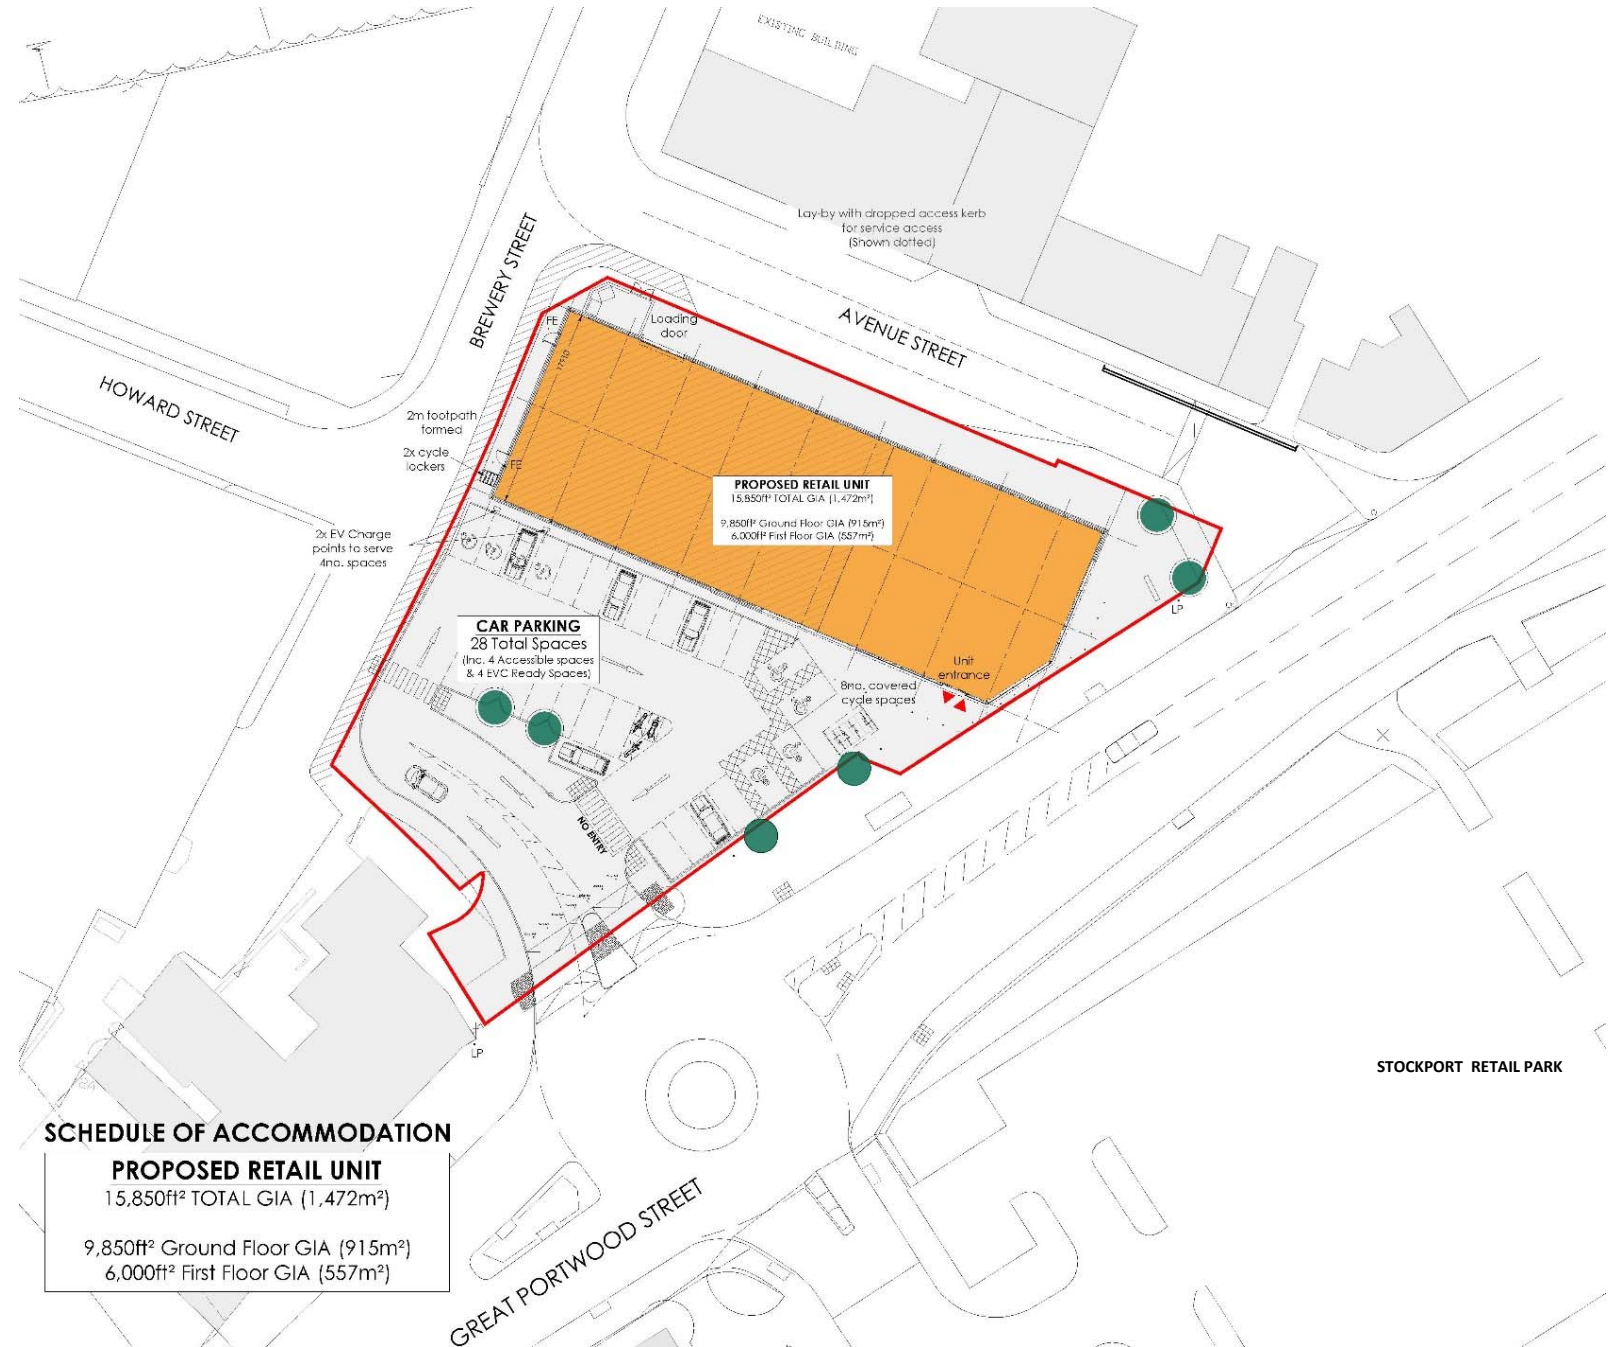 EXISTING BUILDING
Lay-by with dropped access kerb
for service access
(Shown dotted)
BREWERY STREET
AVENUE STREET
HOWARD STREET
FE
Loading
door
17910
2m footpath
formed
2x cycle
lockers
FE
PROPOSED RETAIL UNIT
15,850ft² TOTAL GIA (1,472m²)
9,850ft² Ground Floor GIA (915m²)
6,000ft² First Floor GIA (557m²)
2x EV Charge
points to serve
4no. spaces
LP
CAR PARKING
28 Total Spaces
(Inc. 4 Accessible spaces
& 4 EVC Ready Spaces)
Unit
entrance
8no. covered
cycle spaces
NO ENTRY
LP
STOCKPORT RETAIL PARK
SCHEDULE OF ACCOMMODATION
PROPOSED RETAIL UNIT
15,850ft² TOTAL GIA (1,472m²)
9,850ft² Ground Floor GIA (915m²)
6,000ft² First Floor GIA (557m²)
GREAT PORTWOOD STREET